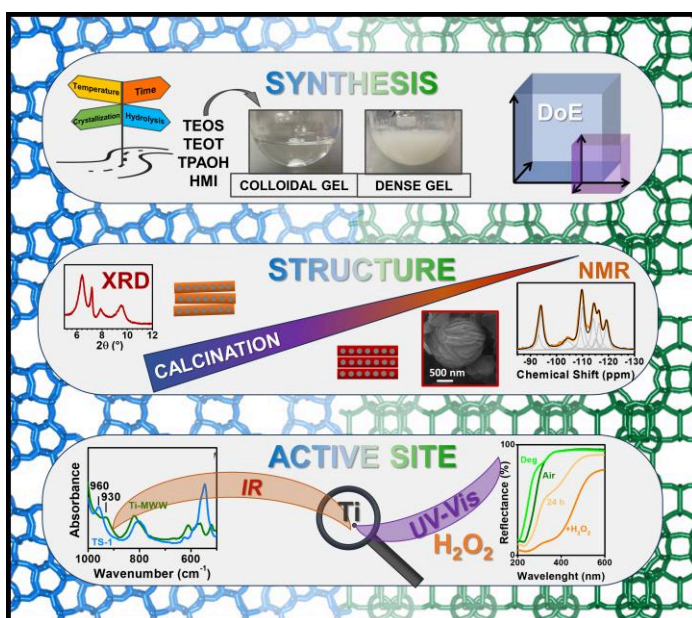 SYNTHESIS
Temperature
Time
Crystallization
Hydrolysis
TEOS
TEOT
TPAOH
HMI
COLLOIDAL GEL
DENSE GEL
DoE
STRUCTURE
XRD
6 8 10 12
2θ (°)
CALCINATION
500 nm
NMR
-90 -100 -110 -120 -130
Chemical Shift (ppm)
ACTIVE SITE
Absorbance
960
930
Ti-MWW
TS-1
1000 800 600
Wavenumber (cm-1)
IR
Ti
UV-Vis
H2O2
Reflectance (%)
100
0
Deg
Air
24 h
+H2O2
200 300 400 500 600
Wavelenght (nm)